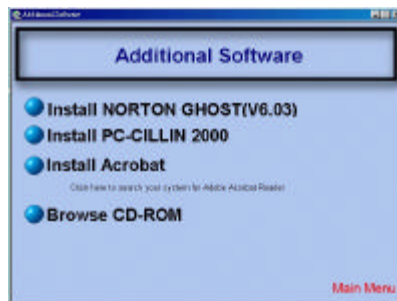 Additional Software
Additional Software
Install NORTON GHOST(V6.03)
Install PC-CILLIN 2000
Install Acrobat
Click here to search your system for Adobe Acrobat Reader
Browse CD-ROM
Main Menu